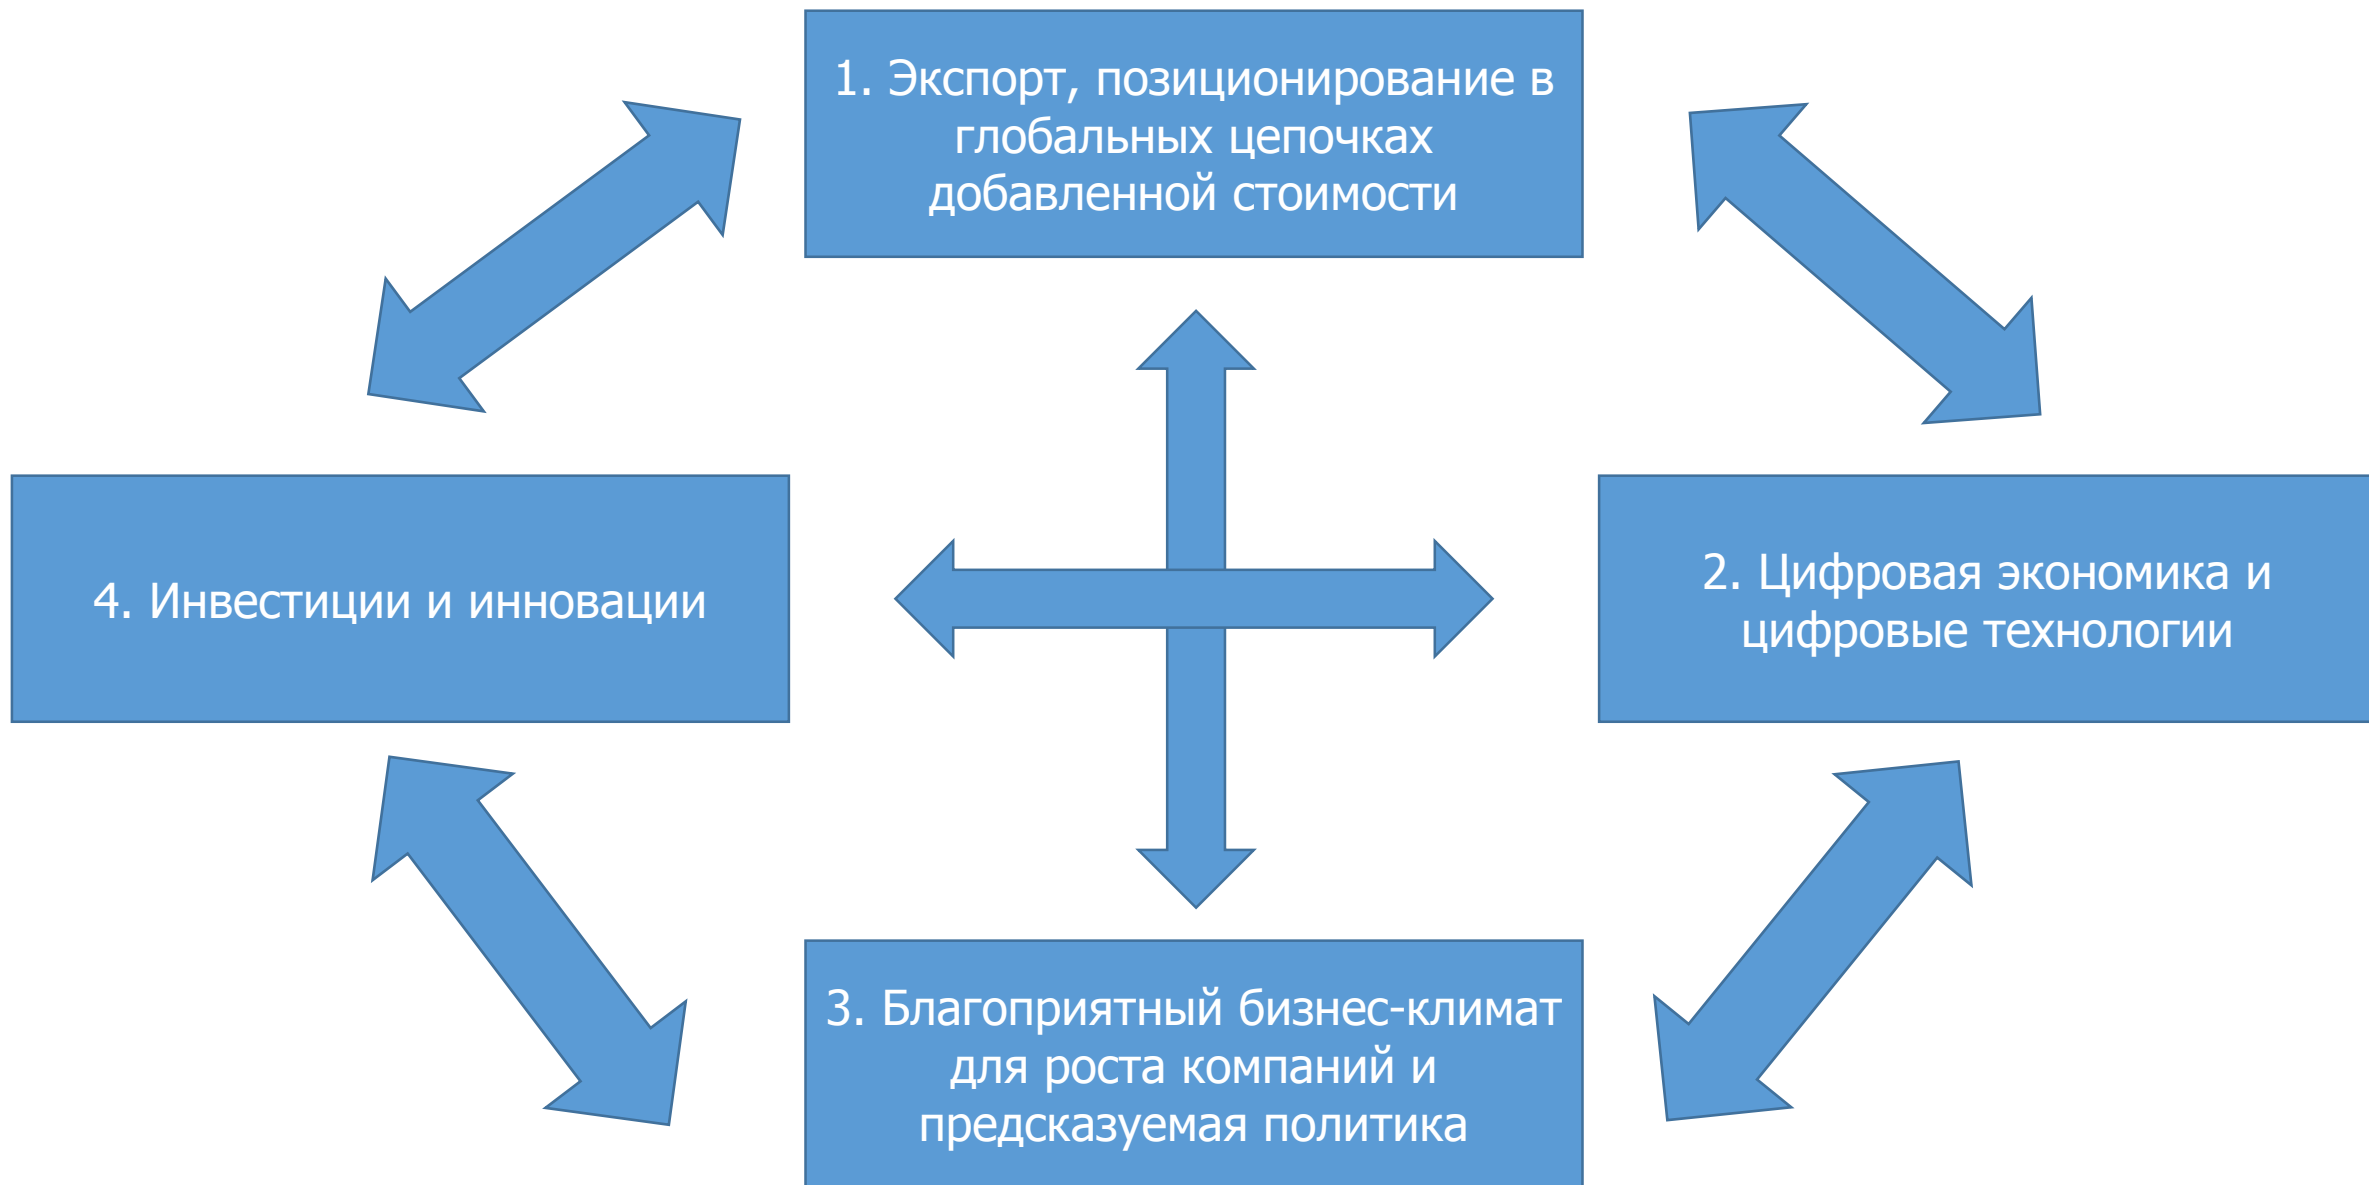 1. Экспорт, позиционирование в
глобальных цепочках
добавленной стоимости
4. Инвестиции и инновации
2. Цифровая экономика и
цифровые технологии
3. Благоприятный бизнес-климат
для роста компаний и
предсказуемая политика